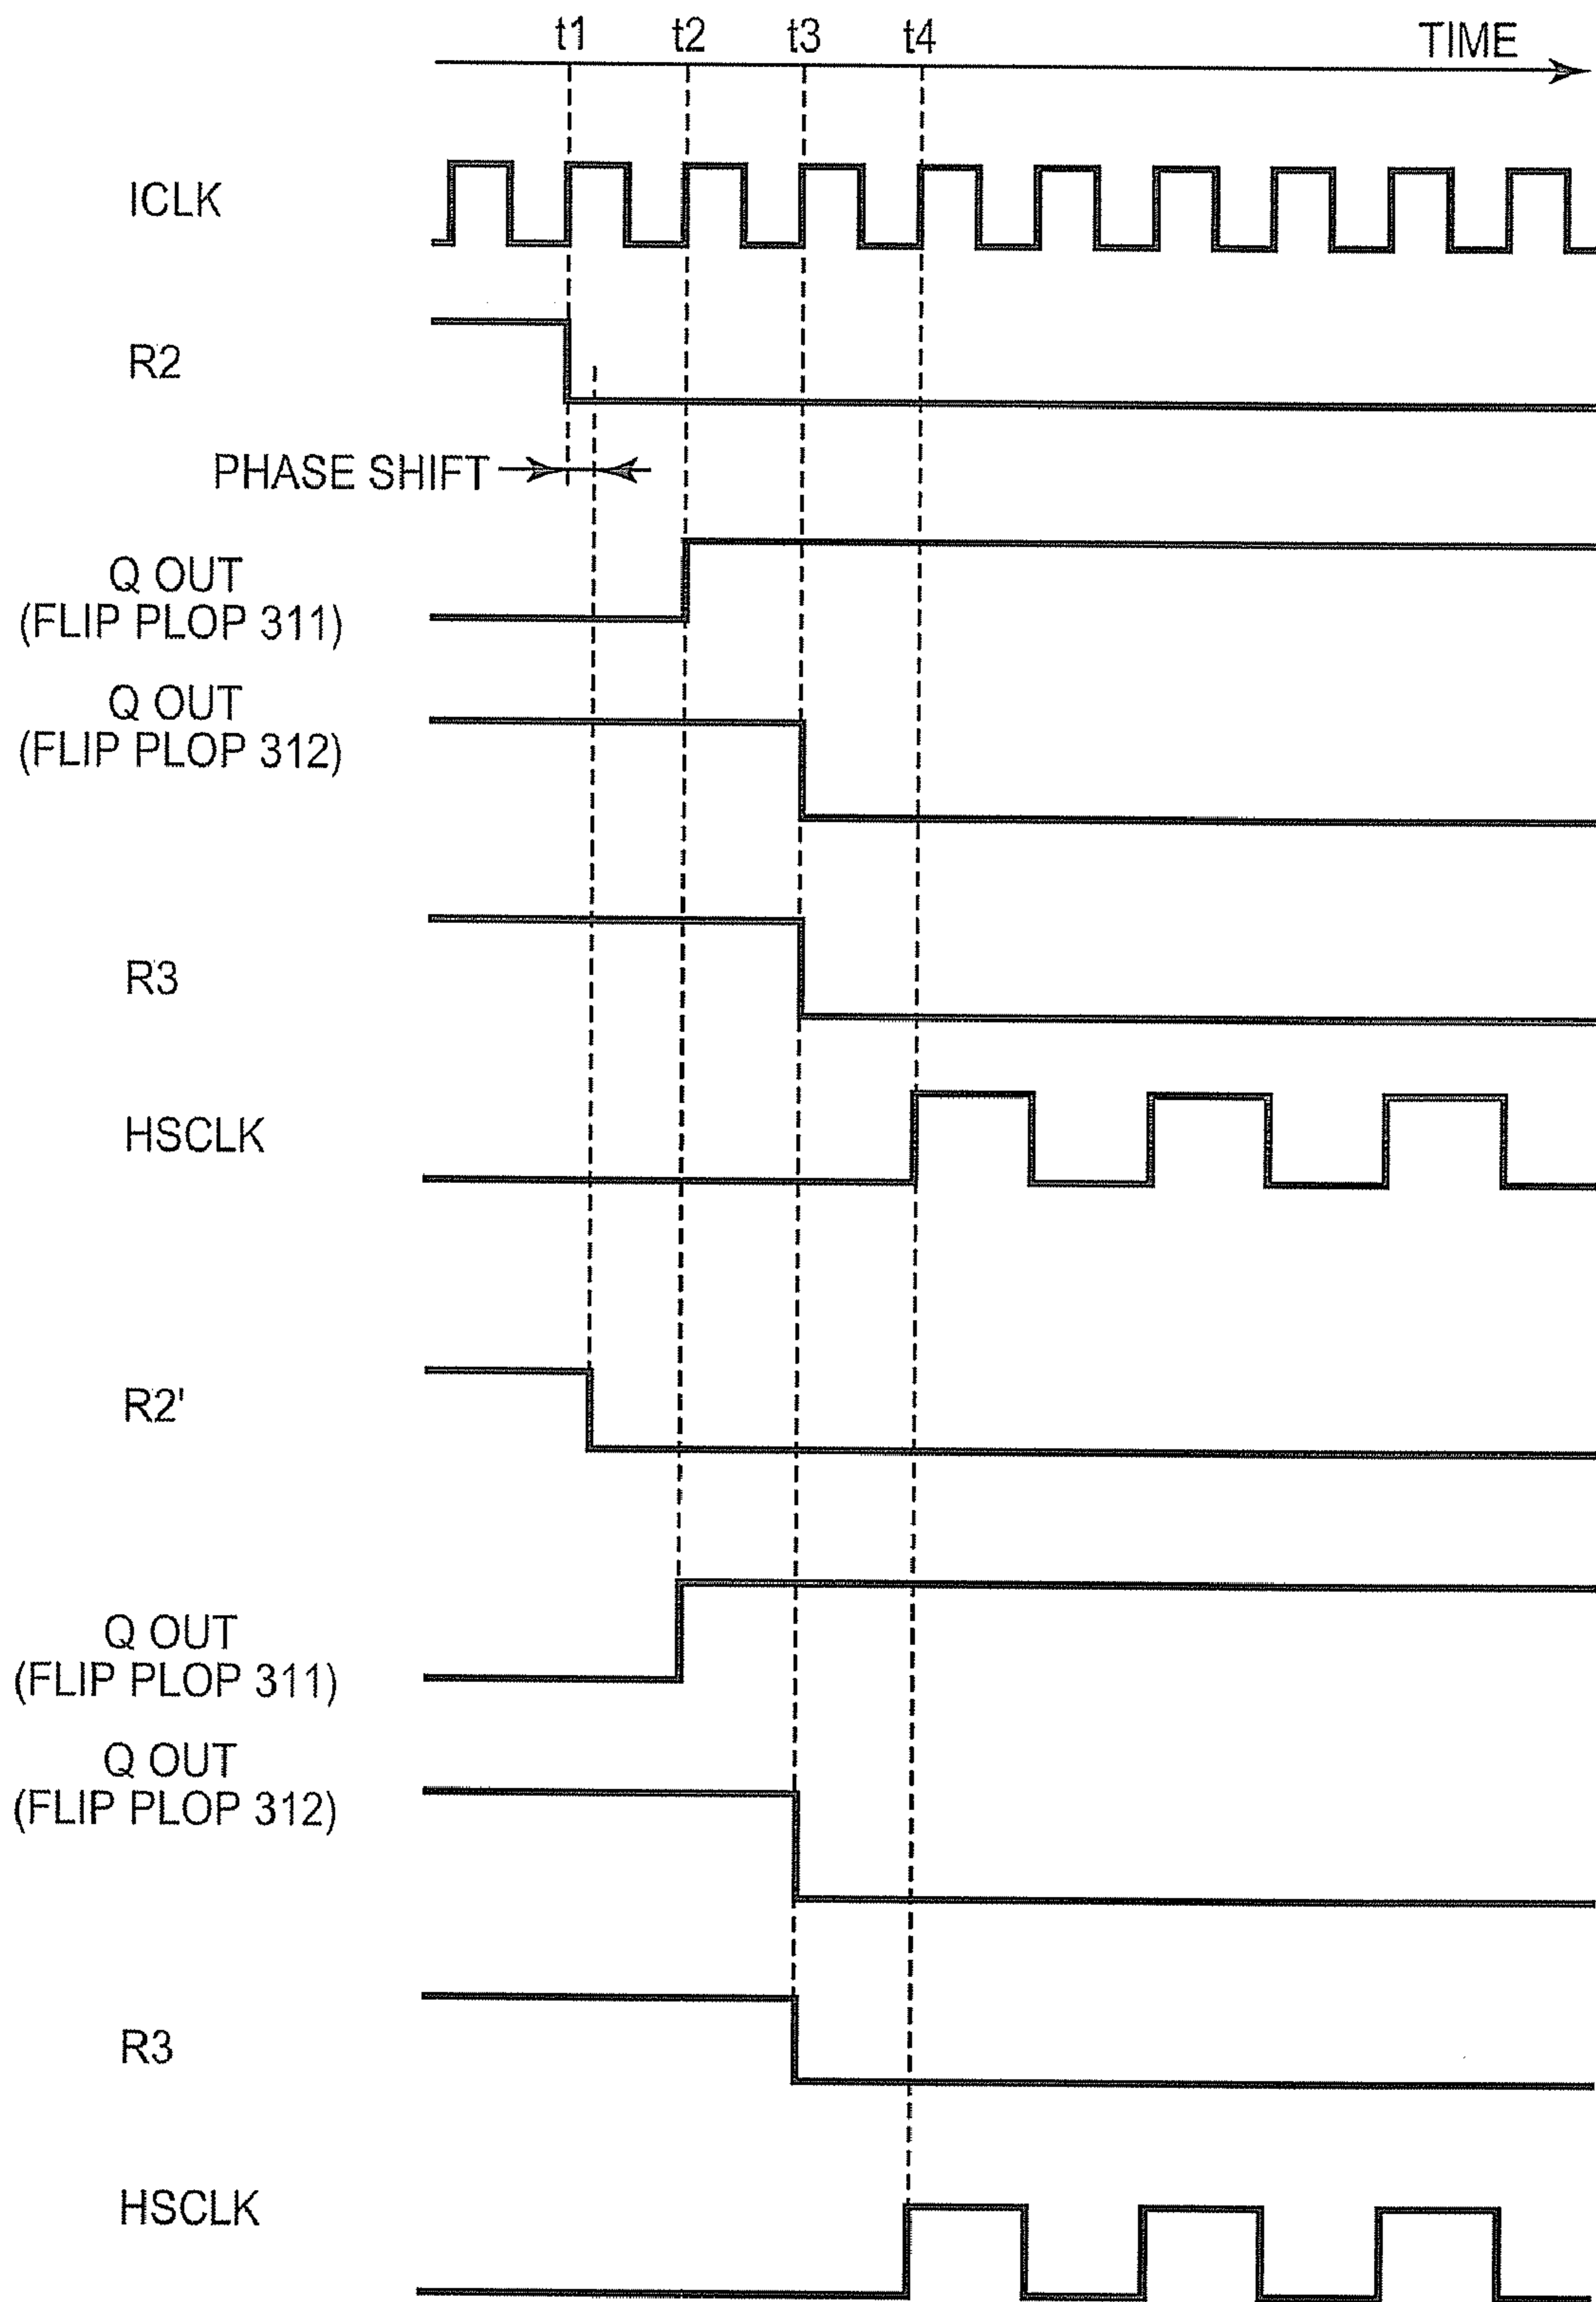 t1 t2 t3 t4 TIME
ICLK
R2
PHASE SHIFT
Q OUT
(FLIP PLOP 311)
Q OUT
(FLIP PLOP 312)
R3
HSCLK
R2'
Q OUT
(FLIP PLOP 311)
Q OUT
(FLIP PLOP 312)
R3
HSCLK